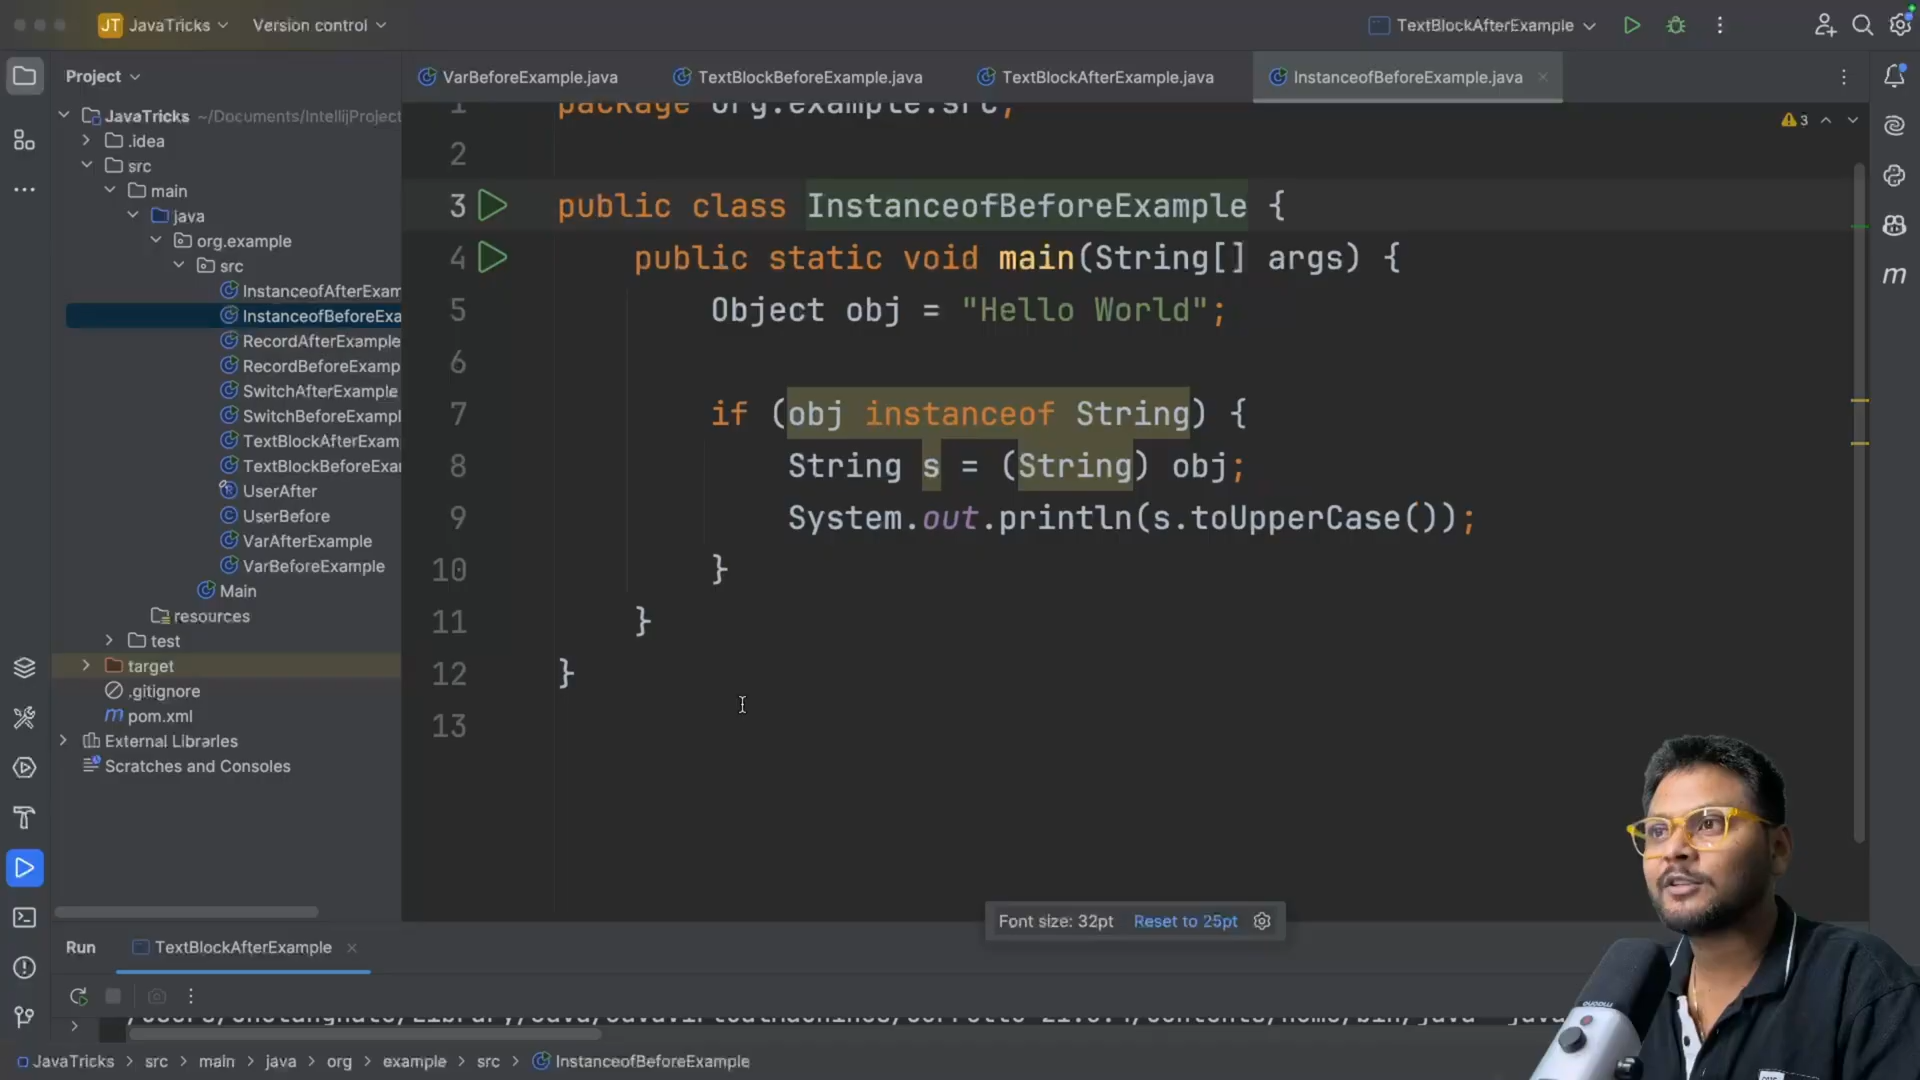 JT JavaTricks Version control TextBlockAfterExample
Project VarBeforeExample.java TextBlockBeforeExample.java TextBlockAfterExample.java InstanceofBeforeExample.java
JavaTricks ~/Documents/IntellijProject
.idea
src
main
java
org.example
src
InstanceofAfterExam
InstanceofBeforeExa
RecordAfterExample
RecordBeforeExamp
SwitchAfterExample
SwitchBeforeExampl
TextBlockAfterExam
TextBlockBeforeExa
UserAfter
UserBefore
VarAfterExample
VarBeforeExample
Main
resources
test
target
.gitignore
pom.xml
External Libraries
Scratches and Consoles
3
1 package org.example.src;
2
3 public class InstanceofBeforeExample {
4 public static void main(String[] args) {
5 Object obj = "Hello World";
6
7 if (obj instanceof String) {
8 String s = (String) obj;
9 System.out.println(s.toUpperCase());
10 }
11 }
12 }
13
Font size: 32pt Reset to 25pt
Run TextBlockAfterExample
JavaTricks src main java org example src InstanceofBeforeExample